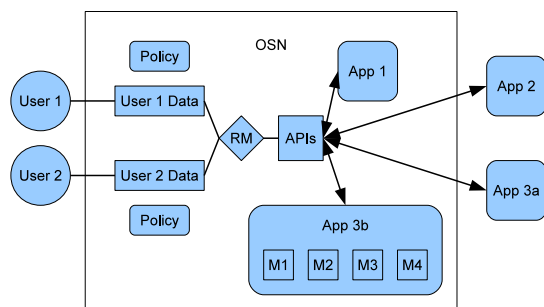 OSN
Policy
App 1
User 1
User 1 Data
App 2
RM
APIs
User 2
User 2 Data
App 3a
Policy
App 3b
M1
M2
M3
M4